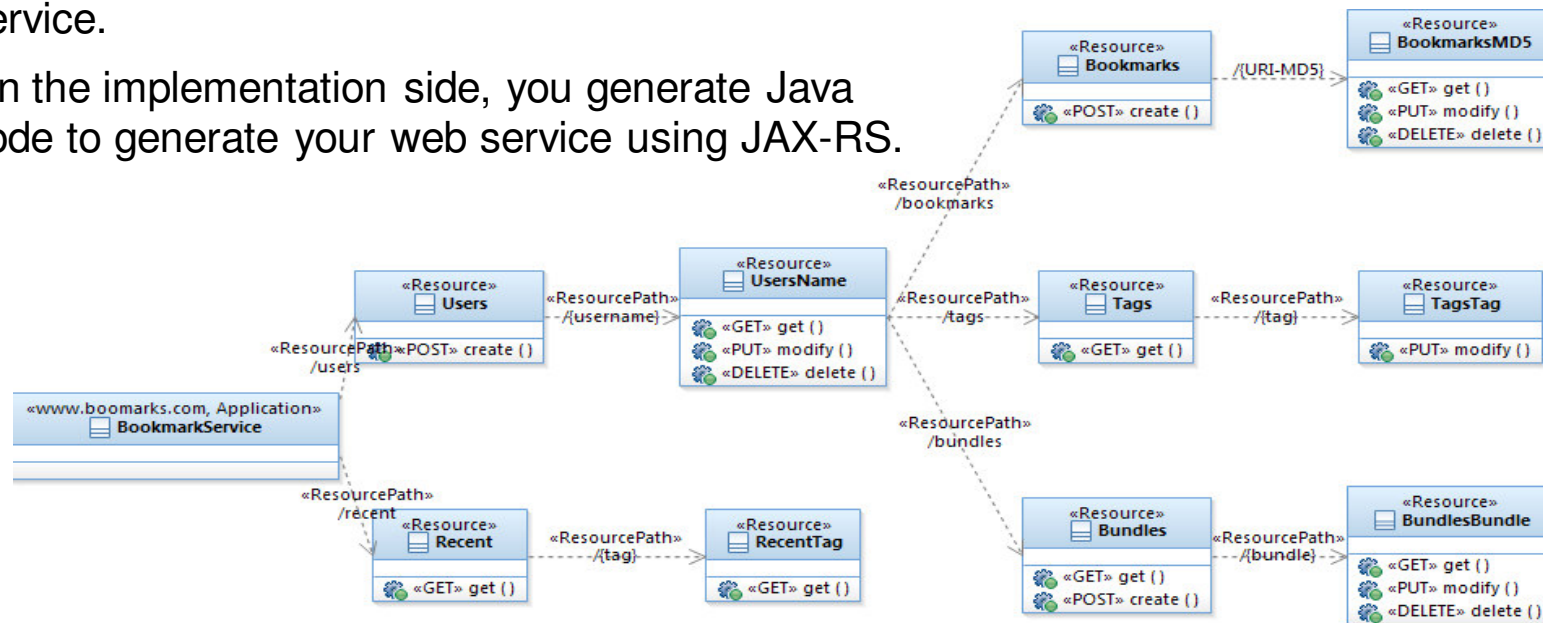 ervice.
n the implementation side, you generate Java
ode to generate your web service using JAX-RS.
«Resource»
BookmarksMD5
«GET» get ( )
«PUT» modify ( )
«DELETE» delete ( )
«Resource»
Bookmarks
«POST» create ( )
/{URI-MD5}
«ResourcePath»
/bookmarks
«Resource»
Users
«POST» create ( )
«ResourcePath»
/{username}
«Resource»
UsersName
«GET» get ( )
«PUT» modify ( )
«DELETE» delete ( )
«ResourcePath»
/tags
«Resource»
Tags
«GET» get ( )
«ResourcePath»
/{tag}
«Resource»
TagsTag
«PUT» modify ( )
«ResourcePath»
/users
«www.boomarks.com, Application»
BookmarkService
«ResourcePath»
/bundles
«ResourcePath»
/recent
«Resource»
Recent
«GET» get ( )
«ResourcePath»
/{tag}
«Resource»
RecentTag
«GET» get ( )
«Resource»
Bundles
«GET» get ( )
«POST» create ( )
«ResourcePath»
/{bundle}
«Resource»
BundlesBundle
«GET» get ( )
«PUT» modify ( )
«DELETE» delete ( )